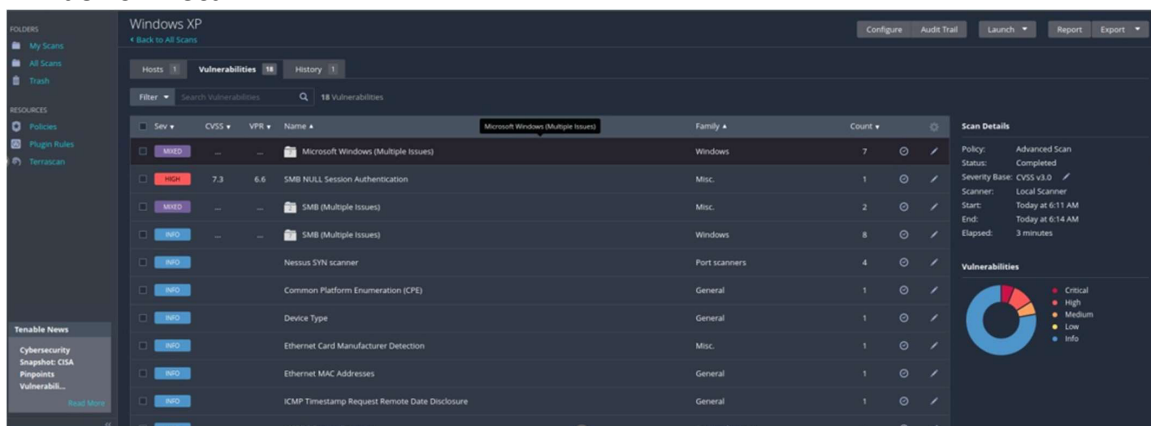 Windows XP
Back to All Scans
Configure Audit Trail Launch Report Export
FOLDERS
My Scans
All Scans
Trash
RESOURCES
Policies
Plugin Rules
Terrascan
Tenable News
Cybersecurity
Snapshot: CISA
Pinpoints
Vulnerabili...
Read More
Hosts 1 Vulnerabilities 18 History 1
Filter Search Vulnerabilities 18 Vulnerabilities
Sev CVSS VPR Name Family Count
Microsoft Windows (Multiple Issues)
MIXED ... ... Microsoft Windows (Multiple Issues) Windows 7
HIGH 7.3 6.6 SMB NULL Session Authentication Misc. 1
MIXED ... ... SMB (Multiple Issues) Misc. 2
INFO ... ... SMB (Multiple Issues) Windows 8
INFO Nessus SYN scanner Port scanners 4
INFO Common Platform Enumeration (CPE) General 1
INFO Device Type General 1
INFO Ethernet Card Manufacturer Detection Misc. 1
INFO Ethernet MAC Addresses General 1
INFO ICMP Timestamp Request Remote Date Disclosure General 1
Scan Details
Policy: Advanced Scan
Status: Completed
Severity Base: CVSS v3.0
Scanner: Local Scanner
Start: Today at 6:11 AM
End: Today at 6:14 AM
Elapsed: 3 minutes
Vulnerabilities
Critical
High
Medium
Low
Info